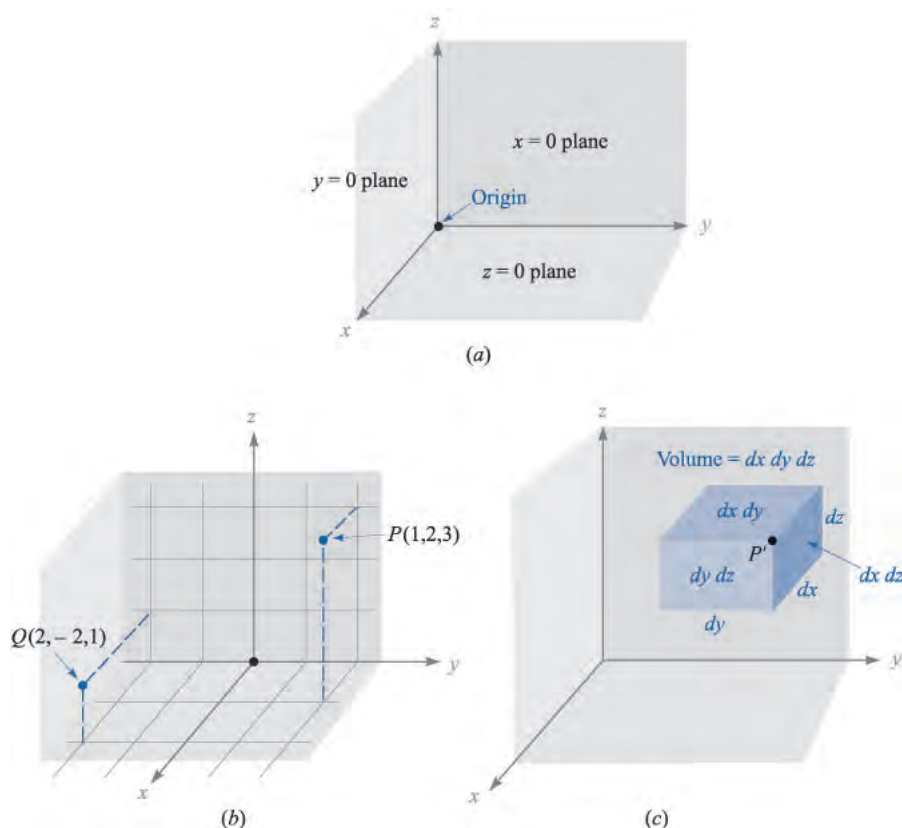 z
x = 0 plane
y = 0 plane
Origin
y
z = 0 plane
x
(a)
z
P(1,2,3)
Q(2, – 2,1)
y
x
(b)
z
Volume = dx dy dz
dx dy
dz
P'
dy dz
dx
dx dz
dy
y
x
(c)